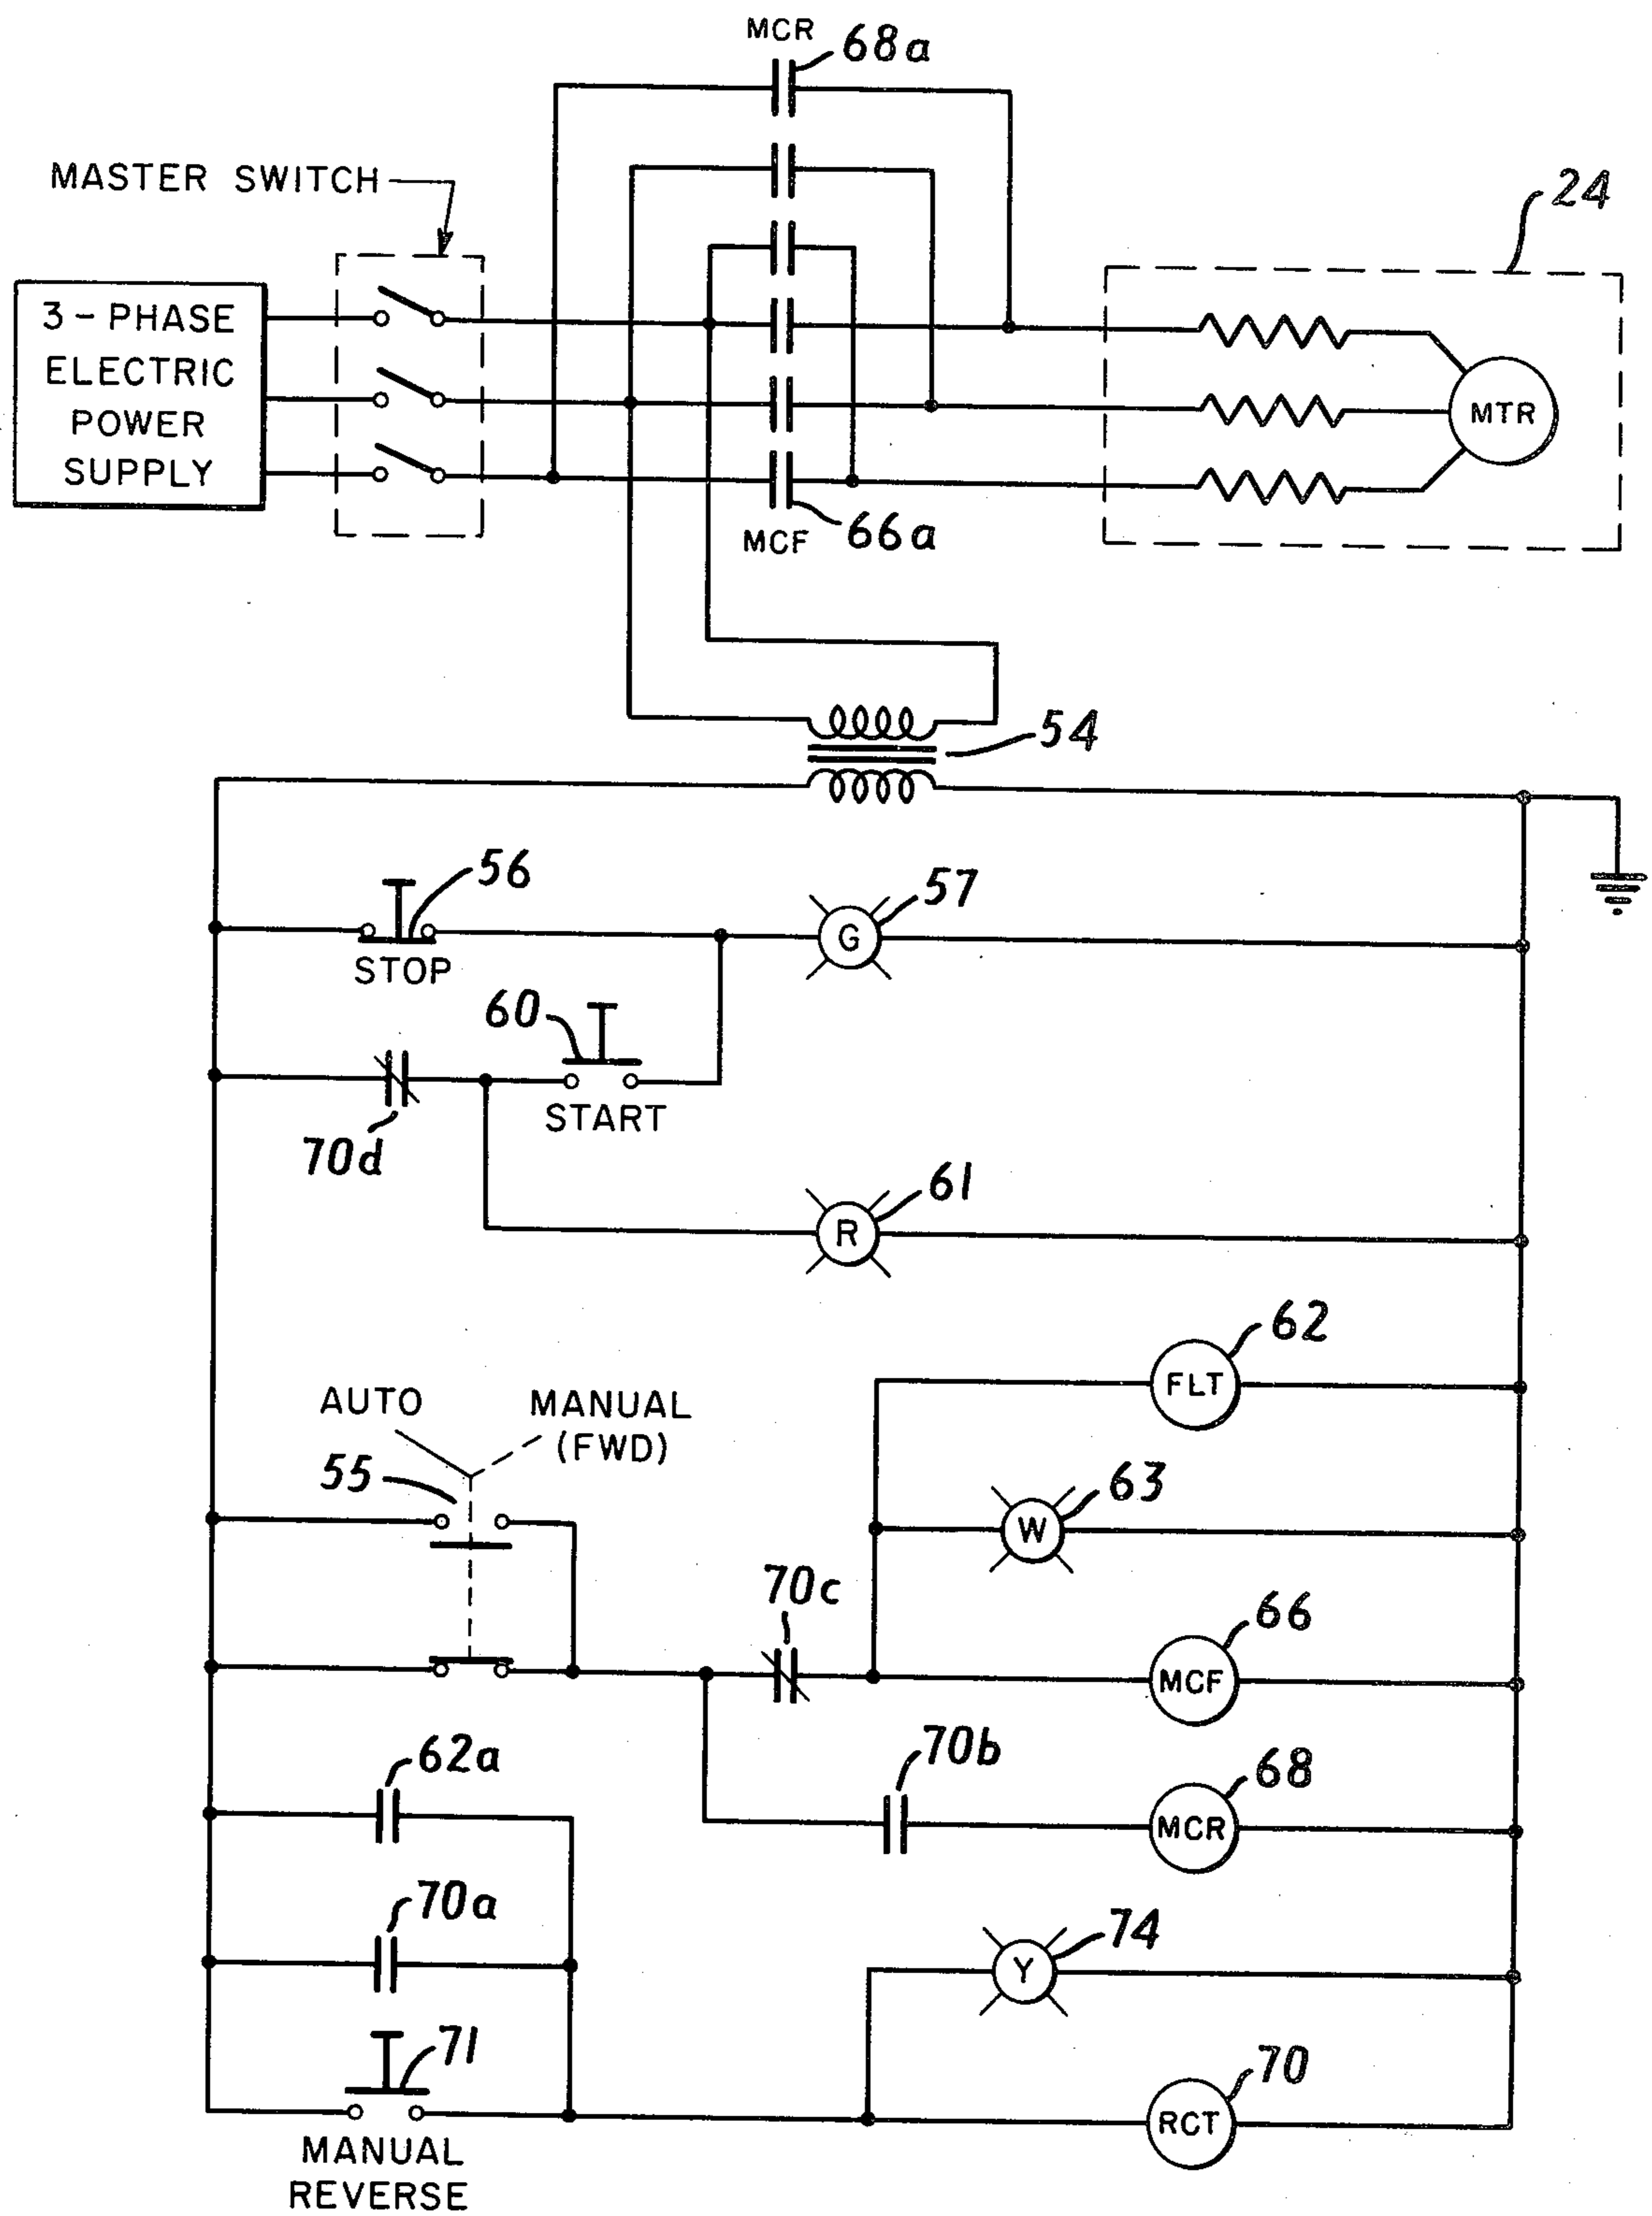 MCR
68a
MASTER SWITCH
24
3-PHASE
ELECTRIC
POWER
SUPPLY
MTR
66a
MCF
54
56
57
G
STOP
60
START
70d
61
R
62
FLT
AUTO
MANUAL
(FWD)
55
63
W
70c
66
MCF
62a
70b
68
MCR
70a
74
Y
71
70
RCT
MANUAL
REVERSE